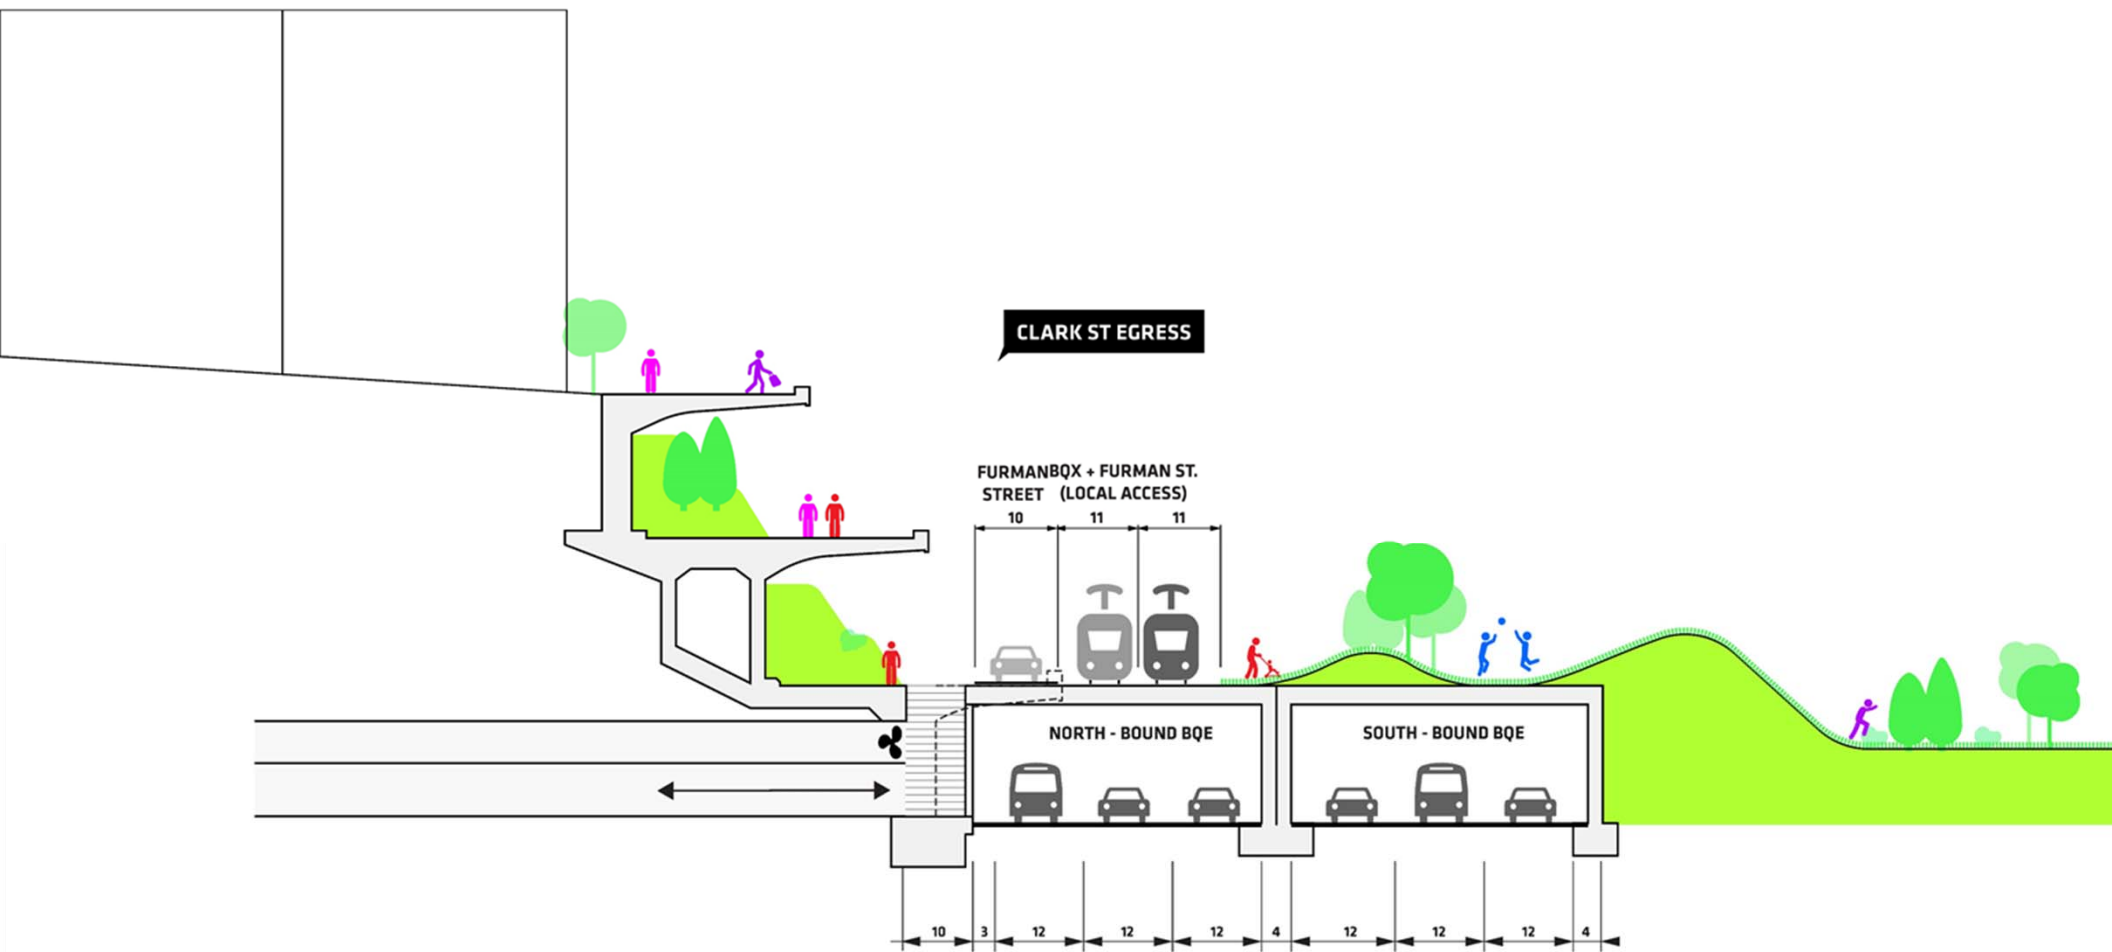 CLARK ST EGRESS
FURMAN
STREET
BQX + FURMAN ST.
(LOCAL ACCESS)
10 11 11
NORTH - BOUND BQE
SOUTH - BOUND BQE
10 3 12 12 12 4 12 12 12 4